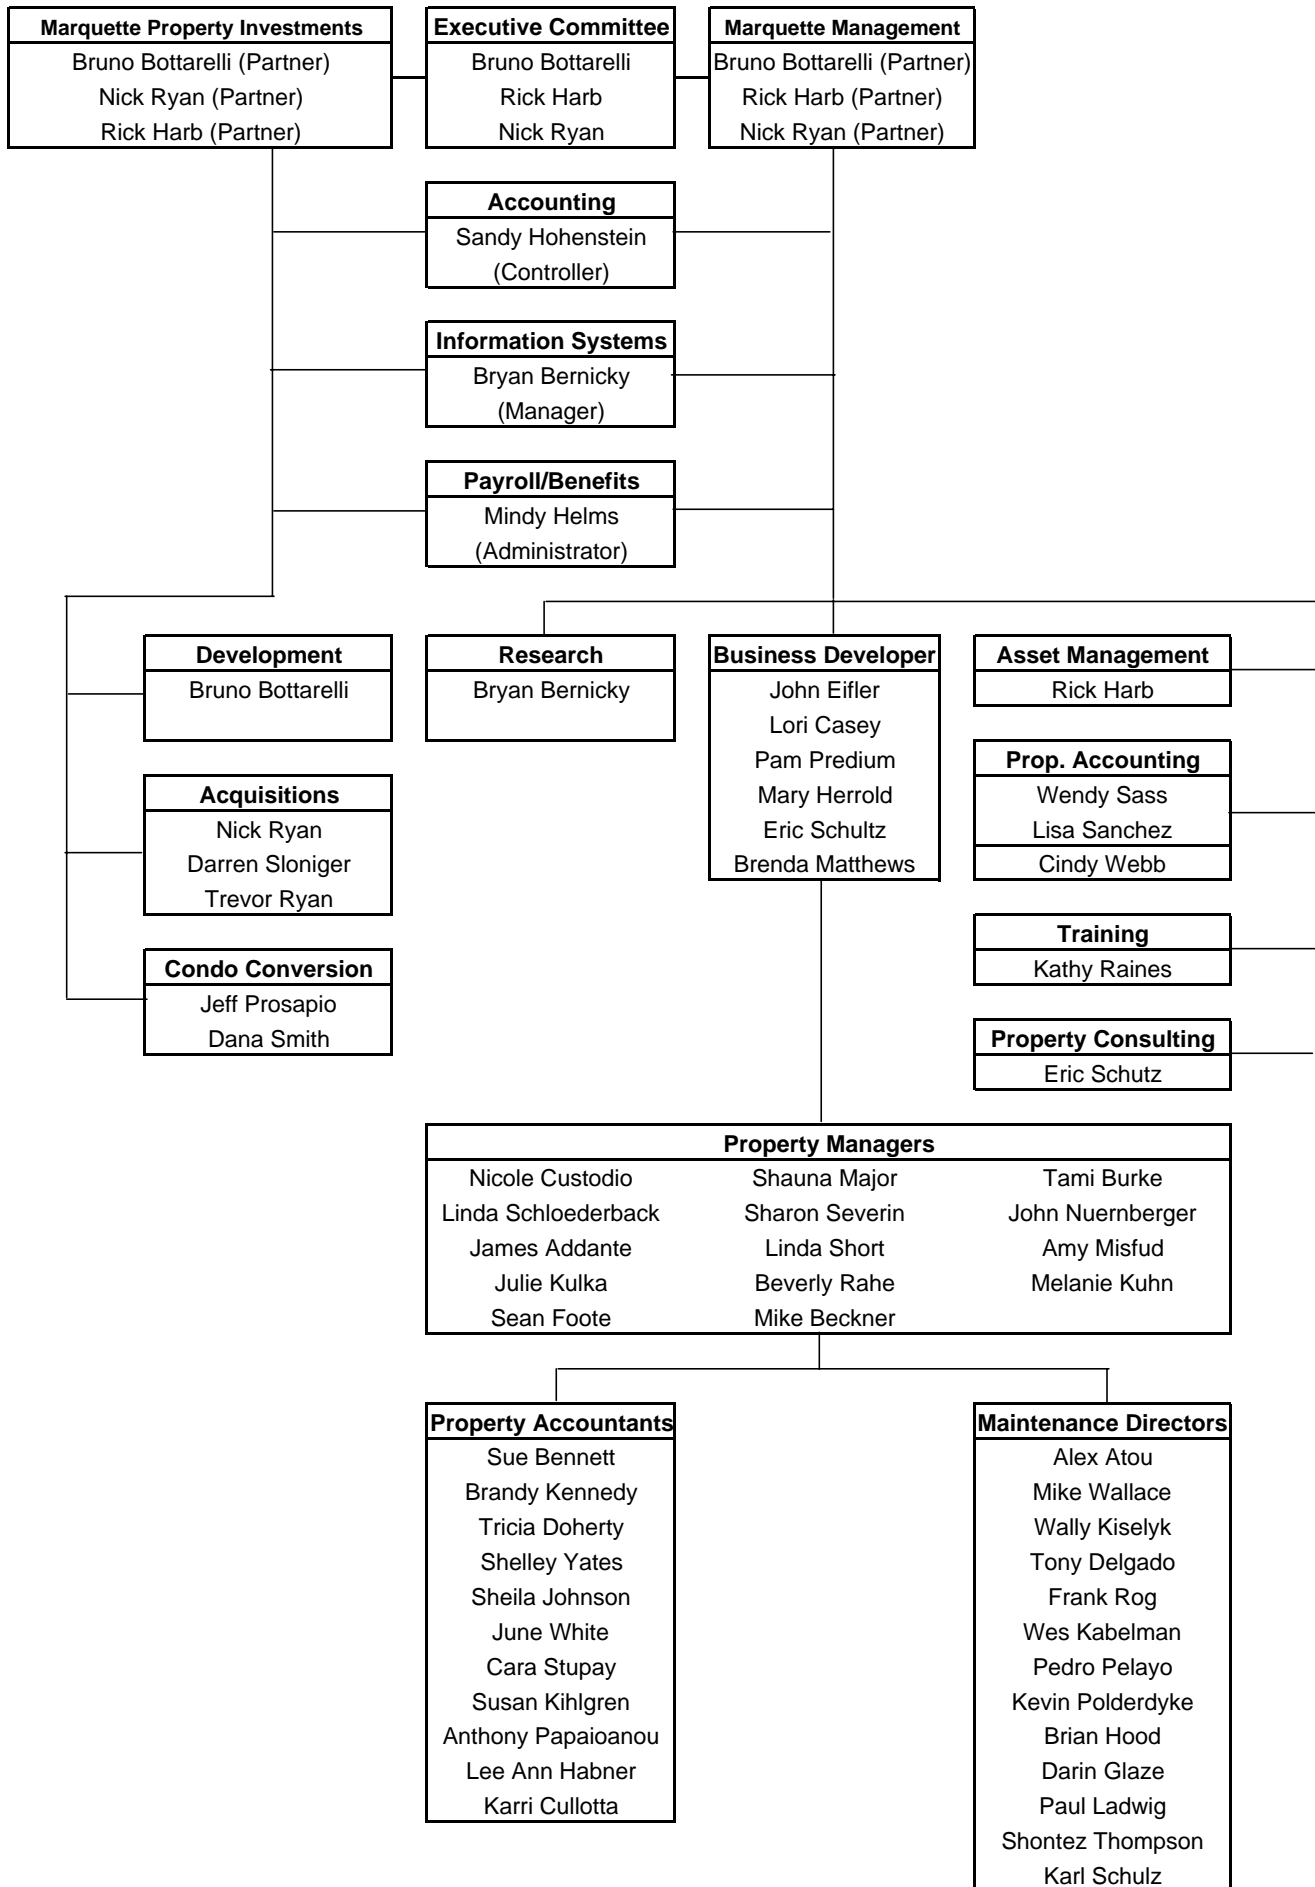 Marquette Property Investments
Bruno Bottarelli (Partner)
Nick Ryan (Partner)
Rick Harb (Partner)
Executive Committee
Bruno Bottarelli
Rick Harb
Nick Ryan
Marquette Management
Bruno Bottarelli (Partner)
Rick Harb (Partner)
Nick Ryan (Partner)
Accounting
Sandy Hohenstein
(Controller)
Information Systems
Bryan Bernicky
(Manager)
Payroll/Benefits
Mindy Helms
(Administrator)
Development
Bruno Bottarelli
Acquisitions
Nick Ryan
Darren Sloniger
Trevor Ryan
Condo Conversion
Jeff Prosapio
Dana Smith
Research
Bryan Bernicky
Business Developer
John Eifler
Lori Casey
Pam Predium
Mary Herrold
Eric Schultz
Brenda Matthews
Asset Management
Rick Harb
Prop. Accounting
Wendy Sass
Lisa Sanchez
Cindy Webb
Training
Kathy Raines
Property Consulting
Eric Schutz
Property Managers
Nicole Custodio
Linda Schloederback
James Addante
Julie Kulka
Sean Foote
Shauna Major
Sharon Severin
Linda Short
Beverly Rahe
Mike Beckner
Tami Burke
John Nuernberger
Amy Misfud
Melanie Kuhn
Property Accountants
Sue Bennett
Brandy Kennedy
Tricia Doherty
Shelley Yates
Sheila Johnson
June White
Cara Stupay
Susan Kihlgren
Anthony Papaioanou
Lee Ann Habner
Karri Cullotta
Maintenance Directors
Alex Atou
Mike Wallace
Wally Kiselyk
Tony Delgado
Frank Rog
Wes Kabelman
Pedro Pelayo
Kevin Polderdyke
Brian Hood
Darin Glaze
Paul Ladwig
Shontez Thompson
Karl Schulz